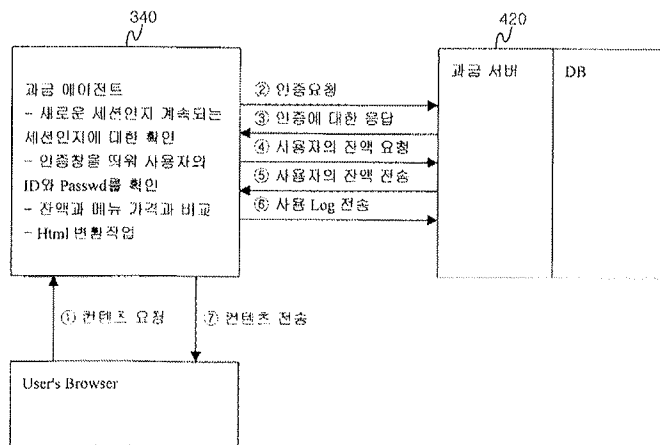 340
420
과금 에이전트
- 새로운 세션인지 계속되는
세션인지에 대한 확인
- 인증창을 띄워 사용자의
ID와 Passwd를 확인
- 잔액과 메뉴 가격과 비교
- Html 변환작업
② 인증요청
③ 인증에 대한 응답
④ 사용자의 잔액 요청
⑤ 사용자의 잔액 전송
⑥ 사용 Log 전송
과금 서버
DB
① 컨텐츠 요청
⑦ 컨텐츠 전송
User's Browser